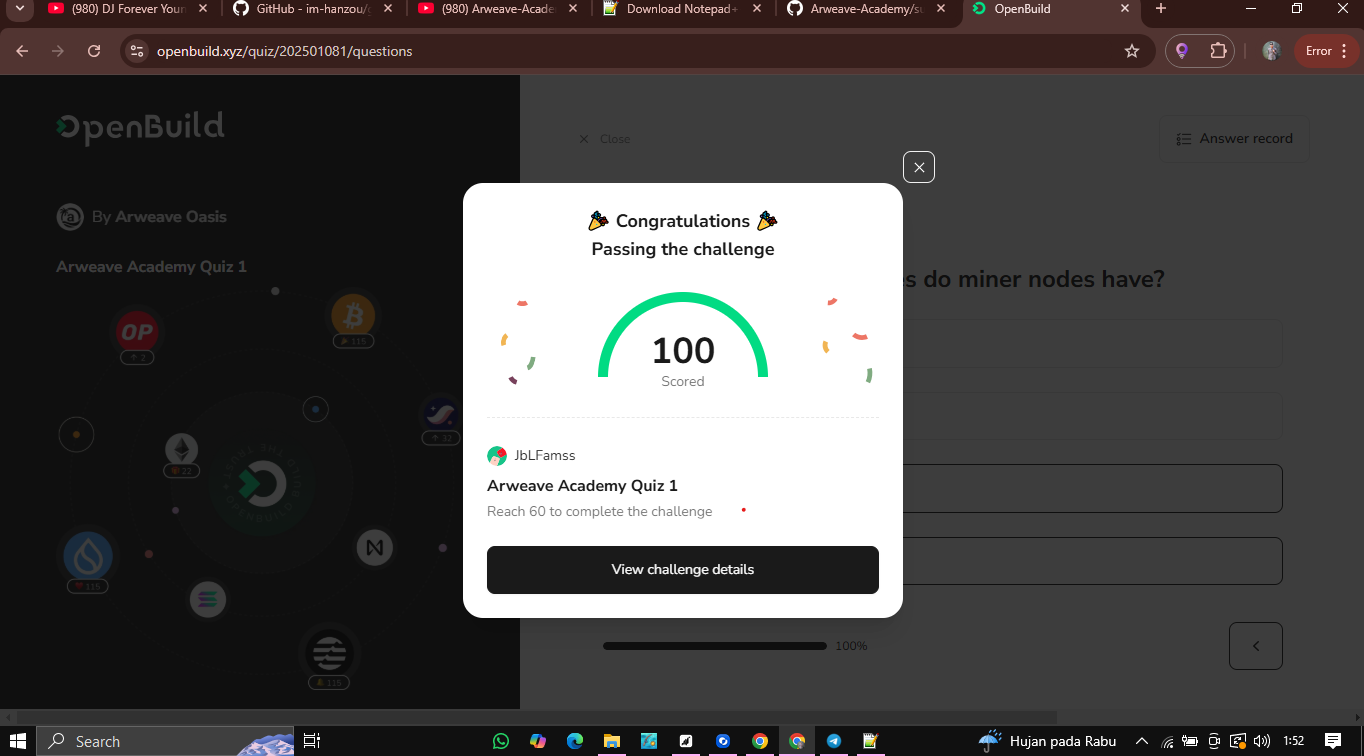 (980) DJ Forever Youn
GitHub - im-hanzou/g
(980) Arweave-Acade
Download Notepad+
Arweave-Academy/su
OpenBuild
openbuild.xyz/quiz/202501081/questions
Error
OpenBuild
By Arweave Oasis
Arweave Academy Quiz 1
OP
2
115
32
22
115
115
Close
Answer record
es do miner nodes have?
100%
Congratulations
Passing the challenge
100
Scored
JbLFamss
Arweave Academy Quiz 1
Reach 60 to complete the challenge
View challenge details
Search
Hujan pada Rabu
1:52